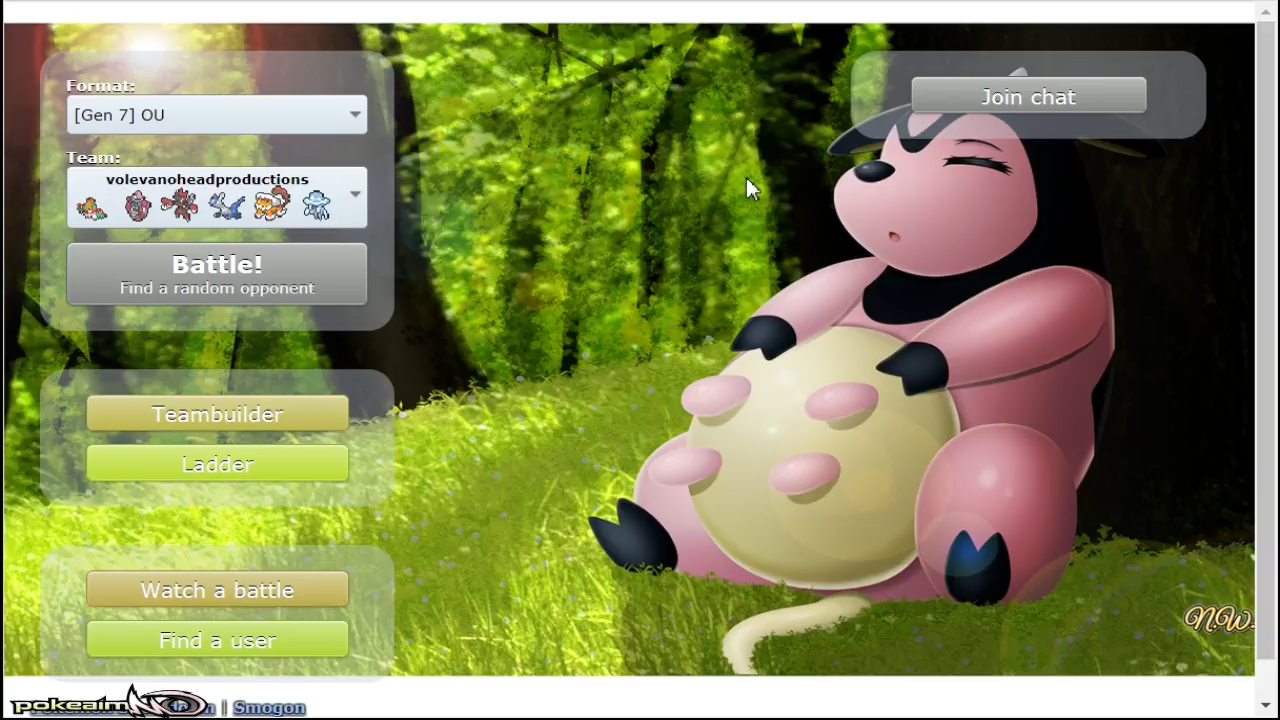 Format:
[Gen 7] OU
Team:
volevanoheadproductions
Battle!
Find a random opponent
Teambuilder
Ladder
Watch a battle
Find a user
Join chat
N.W.
pokeaim | Smogon